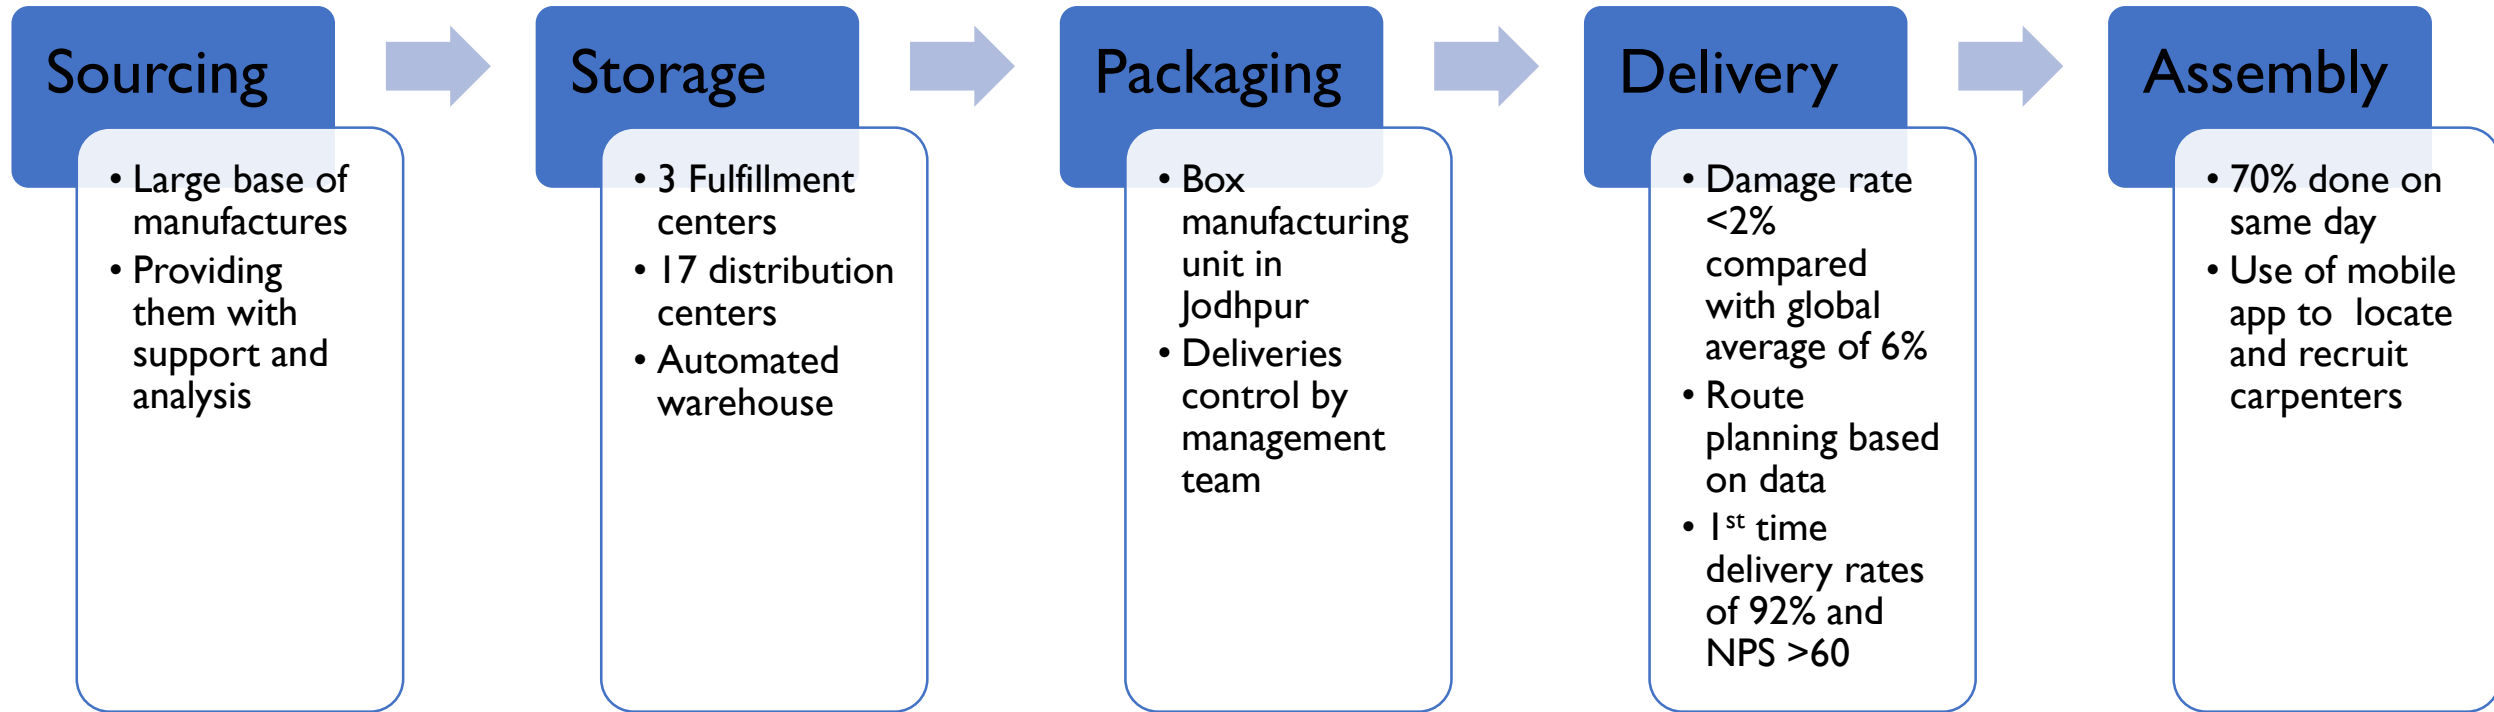 Sourcing
• Large base of
manufactures
• Providing
them with
support and
analysis
Storage
• 3 Fulfillment
centers
• 17 distribution
centers
• Automated
warehouse
Packaging
• Box
manufacturing
unit in
Jodhpur
• Deliveries
control by
management
team
Delivery
• Damage rate
<2%
compared
with global
average of 6%
• Route
planning based
on data
• 1st time
delivery rates
of 92% and
NPS >60
Assembly
• 70% done on
same day
• Use of mobile
app to  locate
and recruit
carpenters